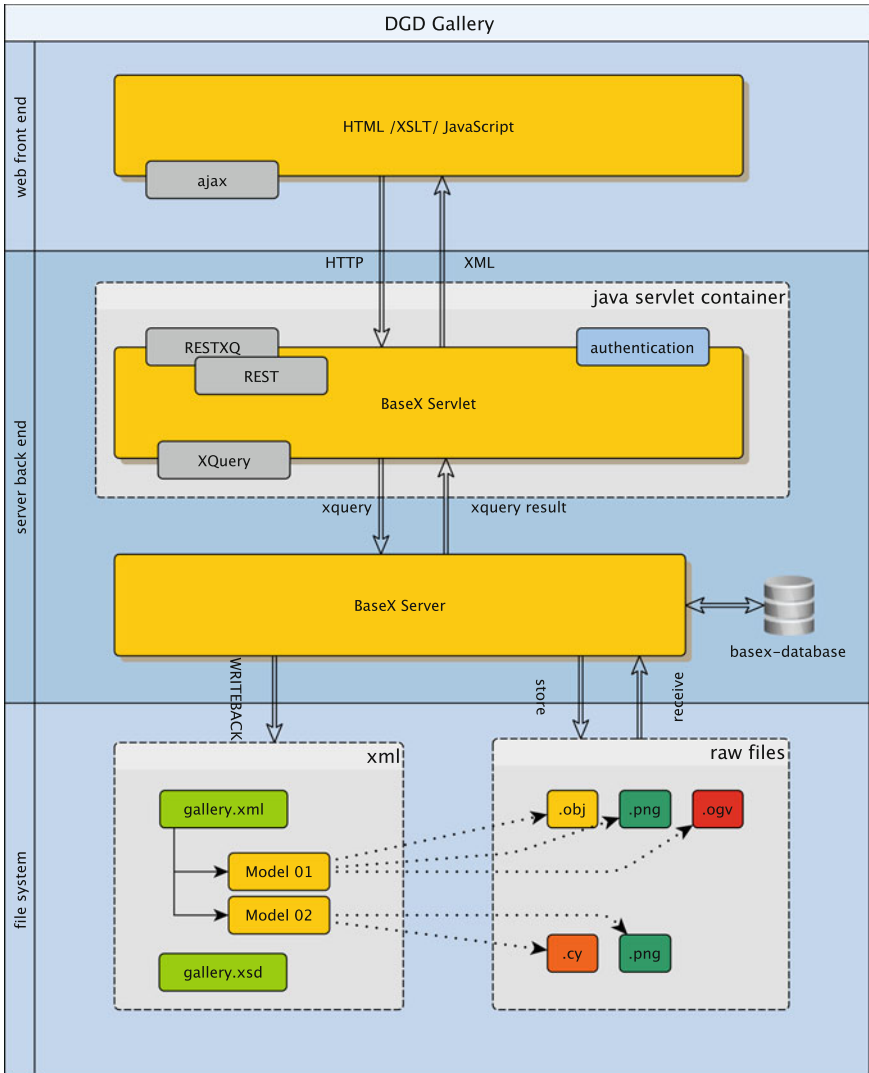 DGD Gallery
web front end
HTML /XSLT/ JavaScript
ajax
HTTP
XML
server back end
java servlet container
RESTXQ
REST
authentication
BaseX Servlet
XQuery
xquery
xquery result
BaseX Server
basex-database
WRITEBACK
store
receive
file system
xml
gallery.xml
Model 01
Model 02
gallery.xsd
raw files
.obj
.png
.ogv
.cy
.png